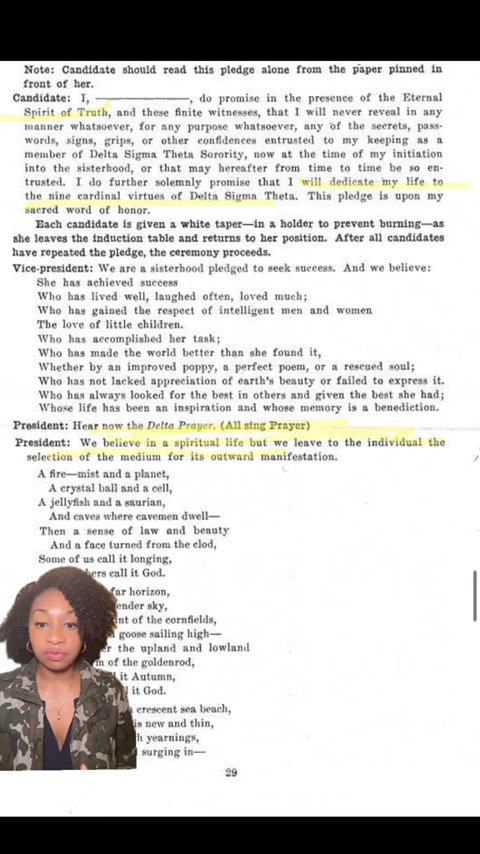 Note: Candidate should read this pledge alone from the paper pinned in
front of her.
Candidate: I, ——————, do promise in the presence of the Eternal
Spirit of Truth, and these finite witnesses, that I will never reveal in any
manner whatsoever, for any purpose whatsoever, any of the secrets, pass-
words, signs, grips, or other confidences entrusted to my keeping as a
member of Delta Sigma Theta Sorority, now at the time of my initiation
into the sisterhood, or that may hereafter from time to time be so en-
trusted. I do further solemnly promise that I will dedicate my life to
the nine cardinal virtues of Delta Sigma Theta. This pledge is upon my
sacred word of honor.
Each candidate is given a white taper—in a holder to prevent burning—as
she leaves the induction table and returns to her position. After all candidates
have repeated the pledge, the ceremony proceeds.
Vice-president: We are a sisterhood pledged to seek success. And we believe:
She has achieved success
Who has lived well, laughed often, loved much;
Who has gained the respect of intelligent men and women
The love of little children.
Who has accomplished her task;
Who has made the world better than she found it,
Whether by an improved poppy, a perfect poem, or a rescued soul;
Who has not lacked appreciation of earth's beauty or failed to express it.
Who has always looked for the best in others and given the best she had;
Whose life has been an inspiration and whose memory is a benediction.
President: Hear now the Delta Prayer. (All sing Prayer)
President: We believe in a spiritual life but we leave to the individual the
selection of the medium for its outward manifestation.
A fire—mist and a planet,
A crystal ball and a cell,
A jellyfish and a saurian,
And caves where cavemen dwell—
Then a sense of law and beauty
And a face turned from the clod,
Some of us call it longing,
call it God.
far horizon,
sky,
of the cornfields,
goose sailing high—
the upland and lowland
of the goldenrod,
it Autumn,
it God.
crescent sea beach,
is new and thin,
yearnings,
surging in—
29